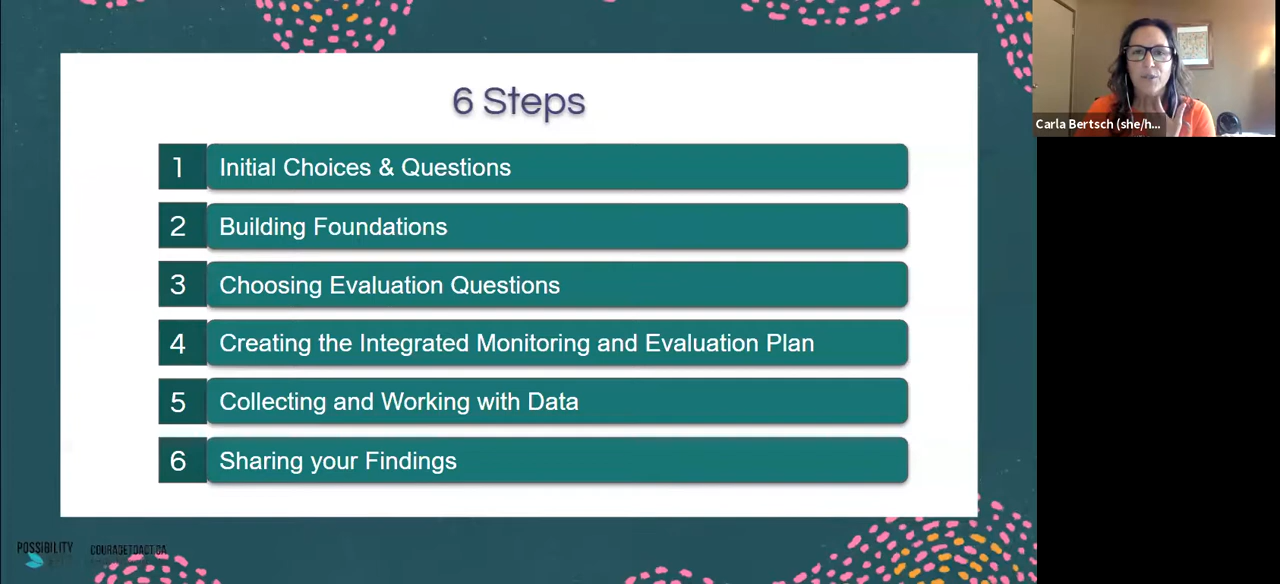 6 Steps
1 Initial Choices & Questions
2 Building Foundations
3 Choosing Evaluation Questions
4 Creating the Integrated Monitoring and Evaluation Plan
5 Collecting and Working with Data
6 Sharing your Findings
Carla Bertsch (she/h...
POSSIBILITY
COURAGETOACT.CA